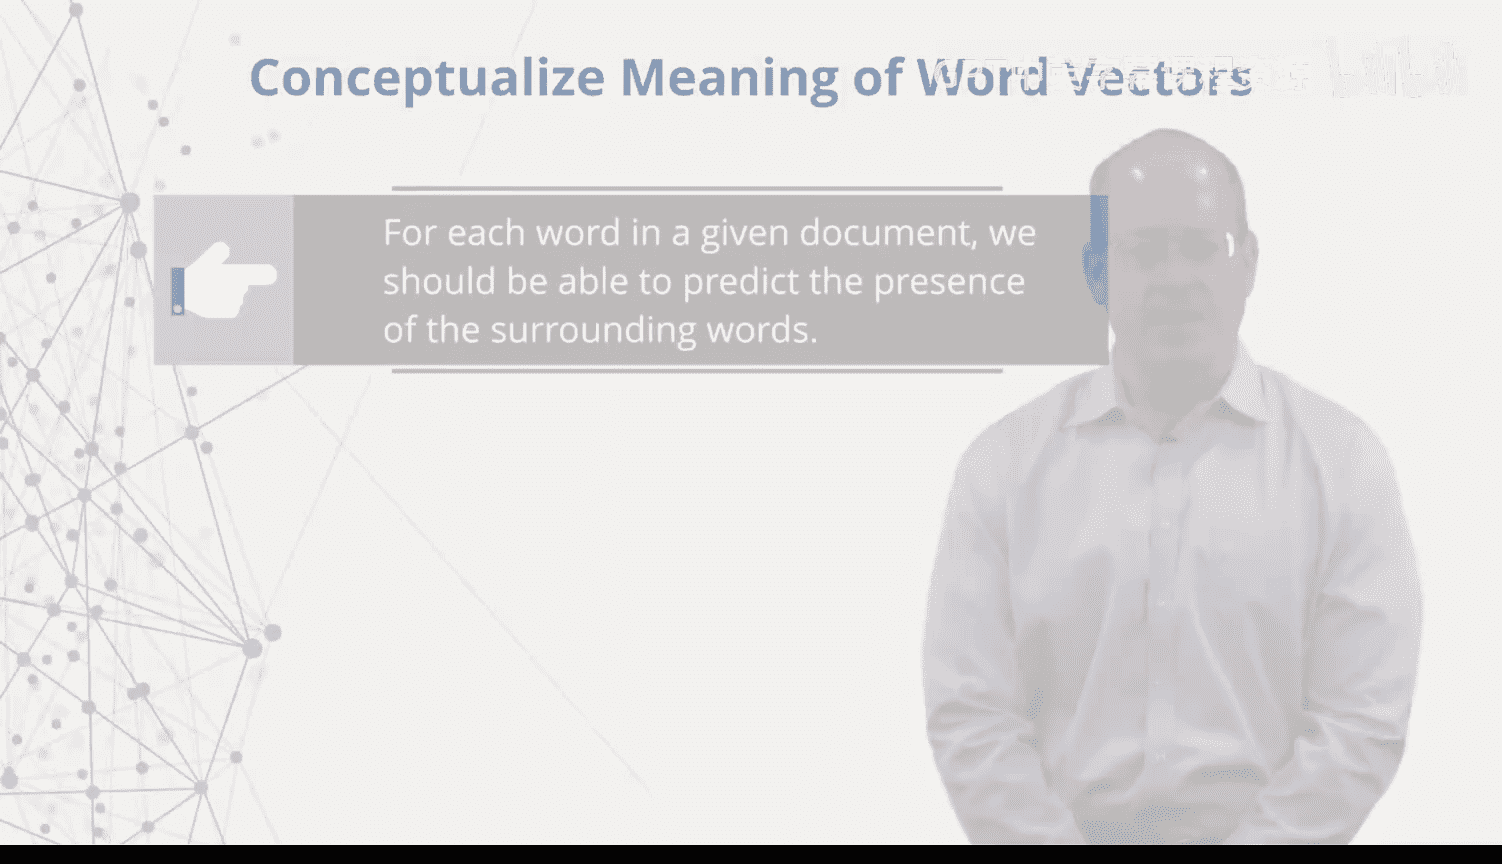 Conceptualize Meaning of Word Vectors
For each word in a given document, we
should be able to predict the presence
of the surrounding words.